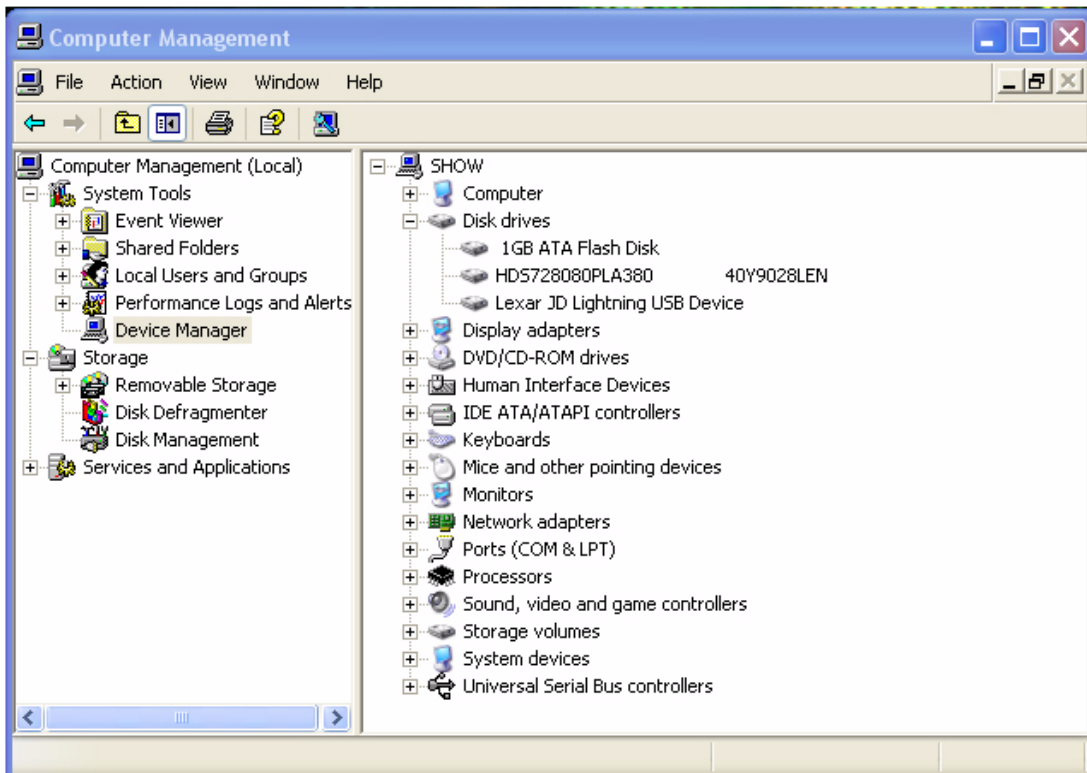 Computer Management
File Action View Window Help
Computer Management (Local)
System Tools
Event Viewer
Shared Folders
Local Users and Groups
Performance Logs and Alerts
Device Manager
Storage
Removable Storage
Disk Defragmenter
Disk Management
Services and Applications
SHOW
Computer
Disk drives
1GB ATA Flash Disk
HDS728080PLA380 40Y9028LEN
Lexar JD Lightning USB Device
Display adapters
DVD/CD-ROM drives
Human Interface Devices
IDE ATA/ATAPI controllers
Keyboards
Mice and other pointing devices
Monitors
Network adapters
Ports (COM & LPT)
Processors
Sound, video and game controllers
Storage volumes
System devices
Universal Serial Bus controllers